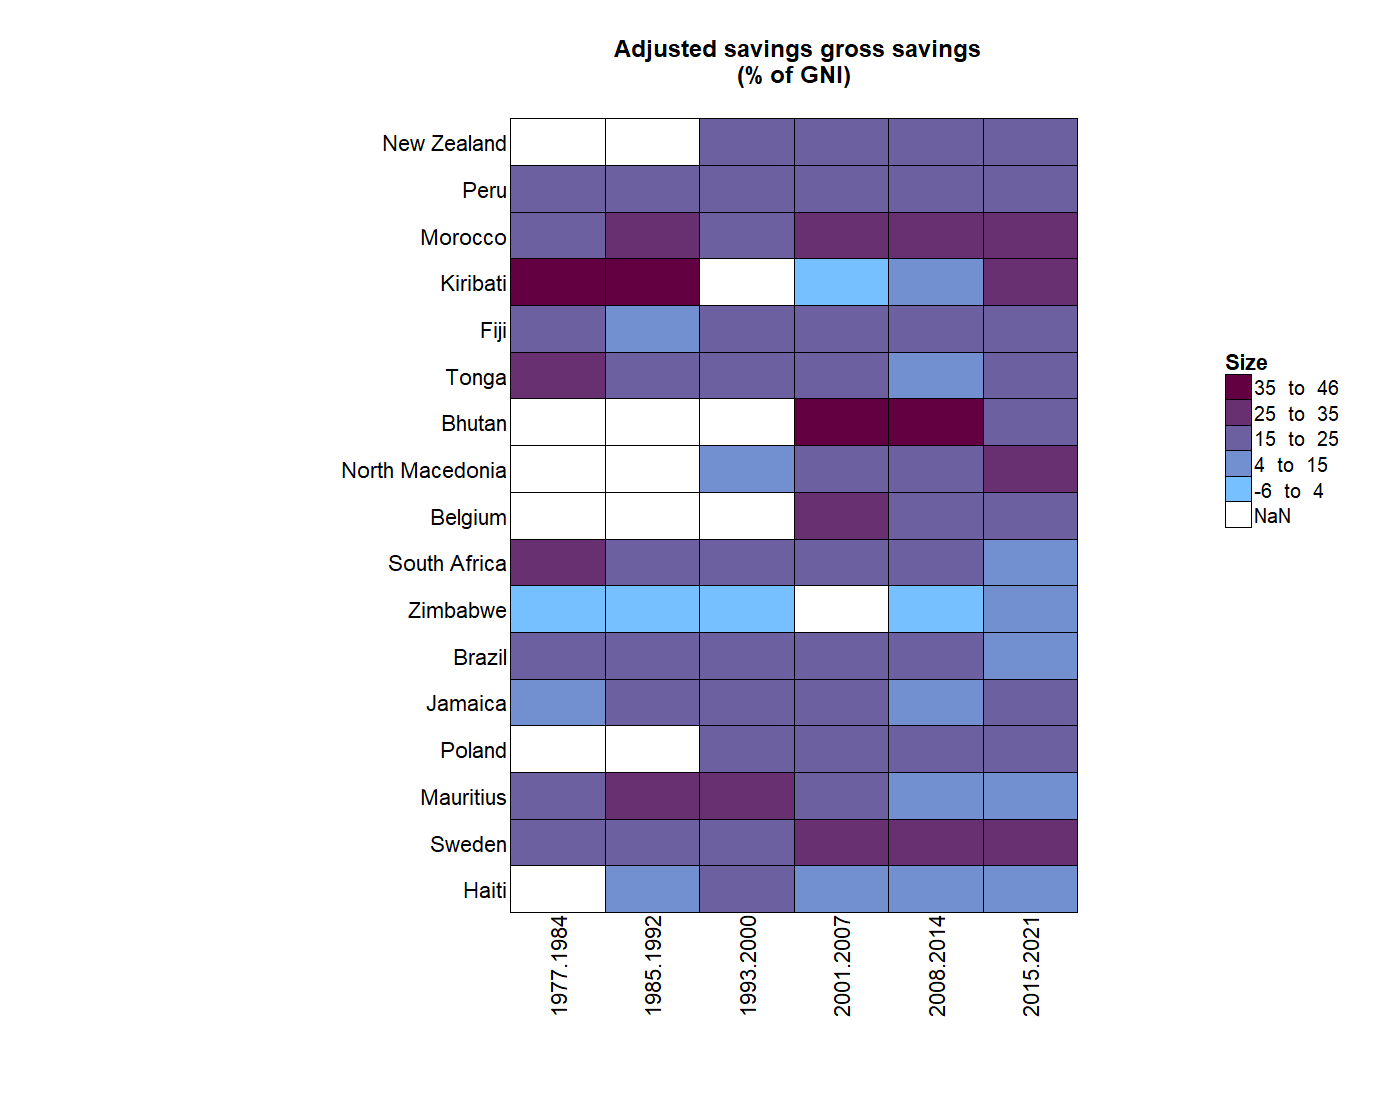 Adjusted savings gross savings
(% of GNI)
New Zealand
Peru
Morocco
Kiribati
Fiji
Tonga
Bhutan
North Macedonia
Belgium
South Africa
Zimbabwe
Brazil
Jamaica
Poland
Mauritius
Sweden
Haiti
1977.1984
1985.1992
1993.2000
2001.2007
2008.2014
2015.2021
Size
35 to 46
25 to 35
15 to 25
4 to 15
-6 to 4
NaN